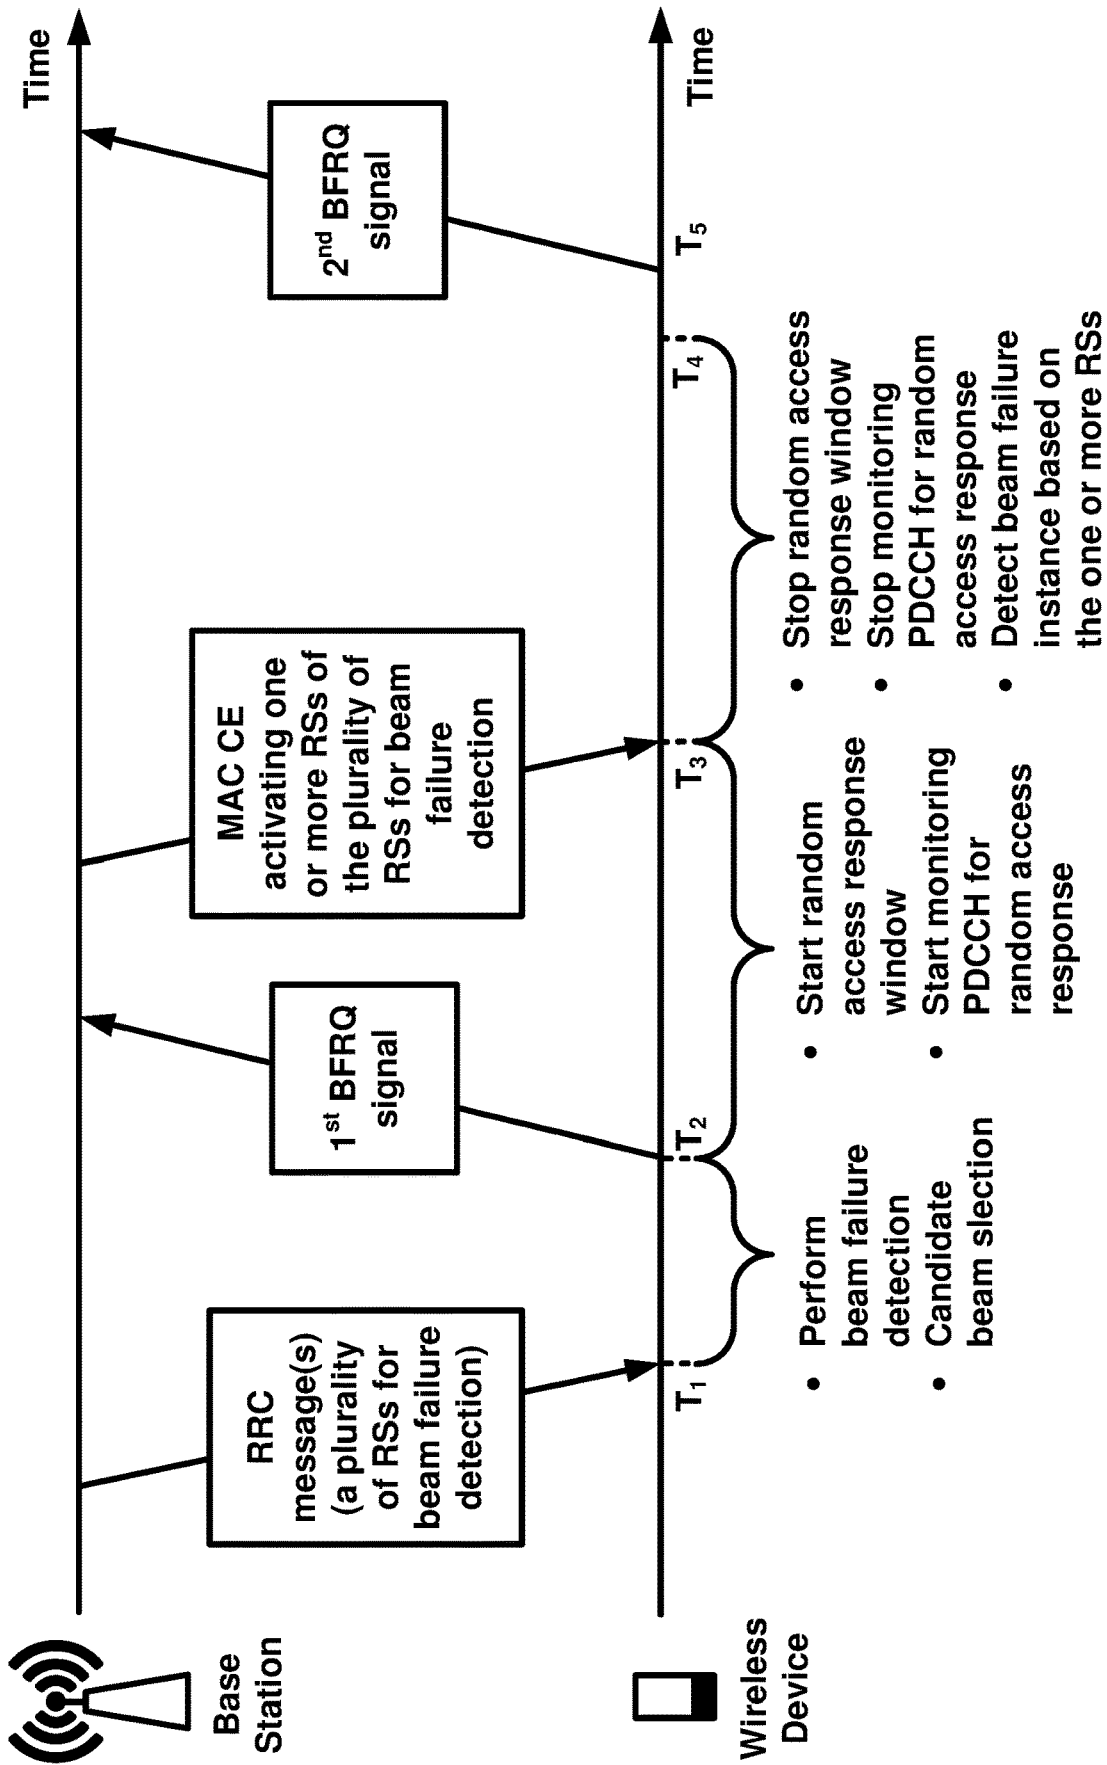 Base
Station
Time
RRC
message(s)
(a plurality
of RSs for
beam failure
detection)
1st BFRQ
signal
MAC CE
activating one
or more RSs of
the plurality of
RSs for beam
failure
detection
2nd BFRQ
signal
Wireless
Device
T1
T2
T3
T4
T5
Time
• Perform
beam failure
detection
• Candidate
beam slection
• Start random
access response
window
• Start monitoring
PDCCH for
random access
response
• Stop random access
response window
• Stop monitoring
PDCCH for random
access response
• Detect beam failure
instance based on
the one or more RSs